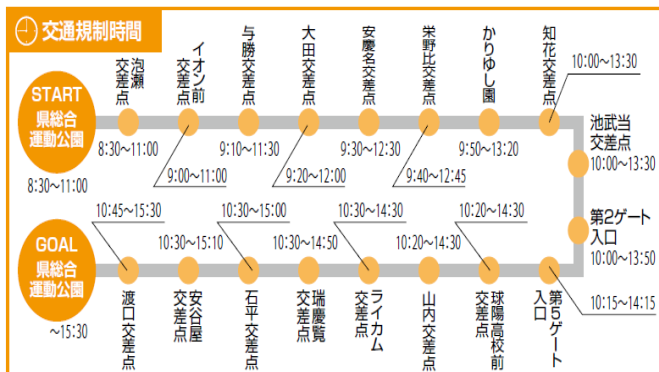 交通規制時間
START
県総合
運動公園
8:30～11:00
泡瀬
交差点
8:30～11:00
イオン前
交差点
9:00～11:00
与勝交差点
9:10～11:30
大田交差点
9:20～12:00
安慶名交差点
9:30～12:30
栄野比交差点
9:40～12:45
かりゆし園
9:50～13:20
知花交差点
10:00～13:30
池武当
交差点
10:00～13:30
第2ゲート
入口
10:00～13:50
第5ゲート
入口
10:15～14:15
球陽高校前
交差点
10:20～14:30
山内交差点
10:20～14:30
ライカム
交差点
10:30～14:30
瑞慶覧
交差点
10:30～14:50
石平交差点
10:30～15:00
安谷屋
交差点
10:30～15:10
渡口交差点
10:45～15:30
GOAL
県総合
運動公園
～15:30